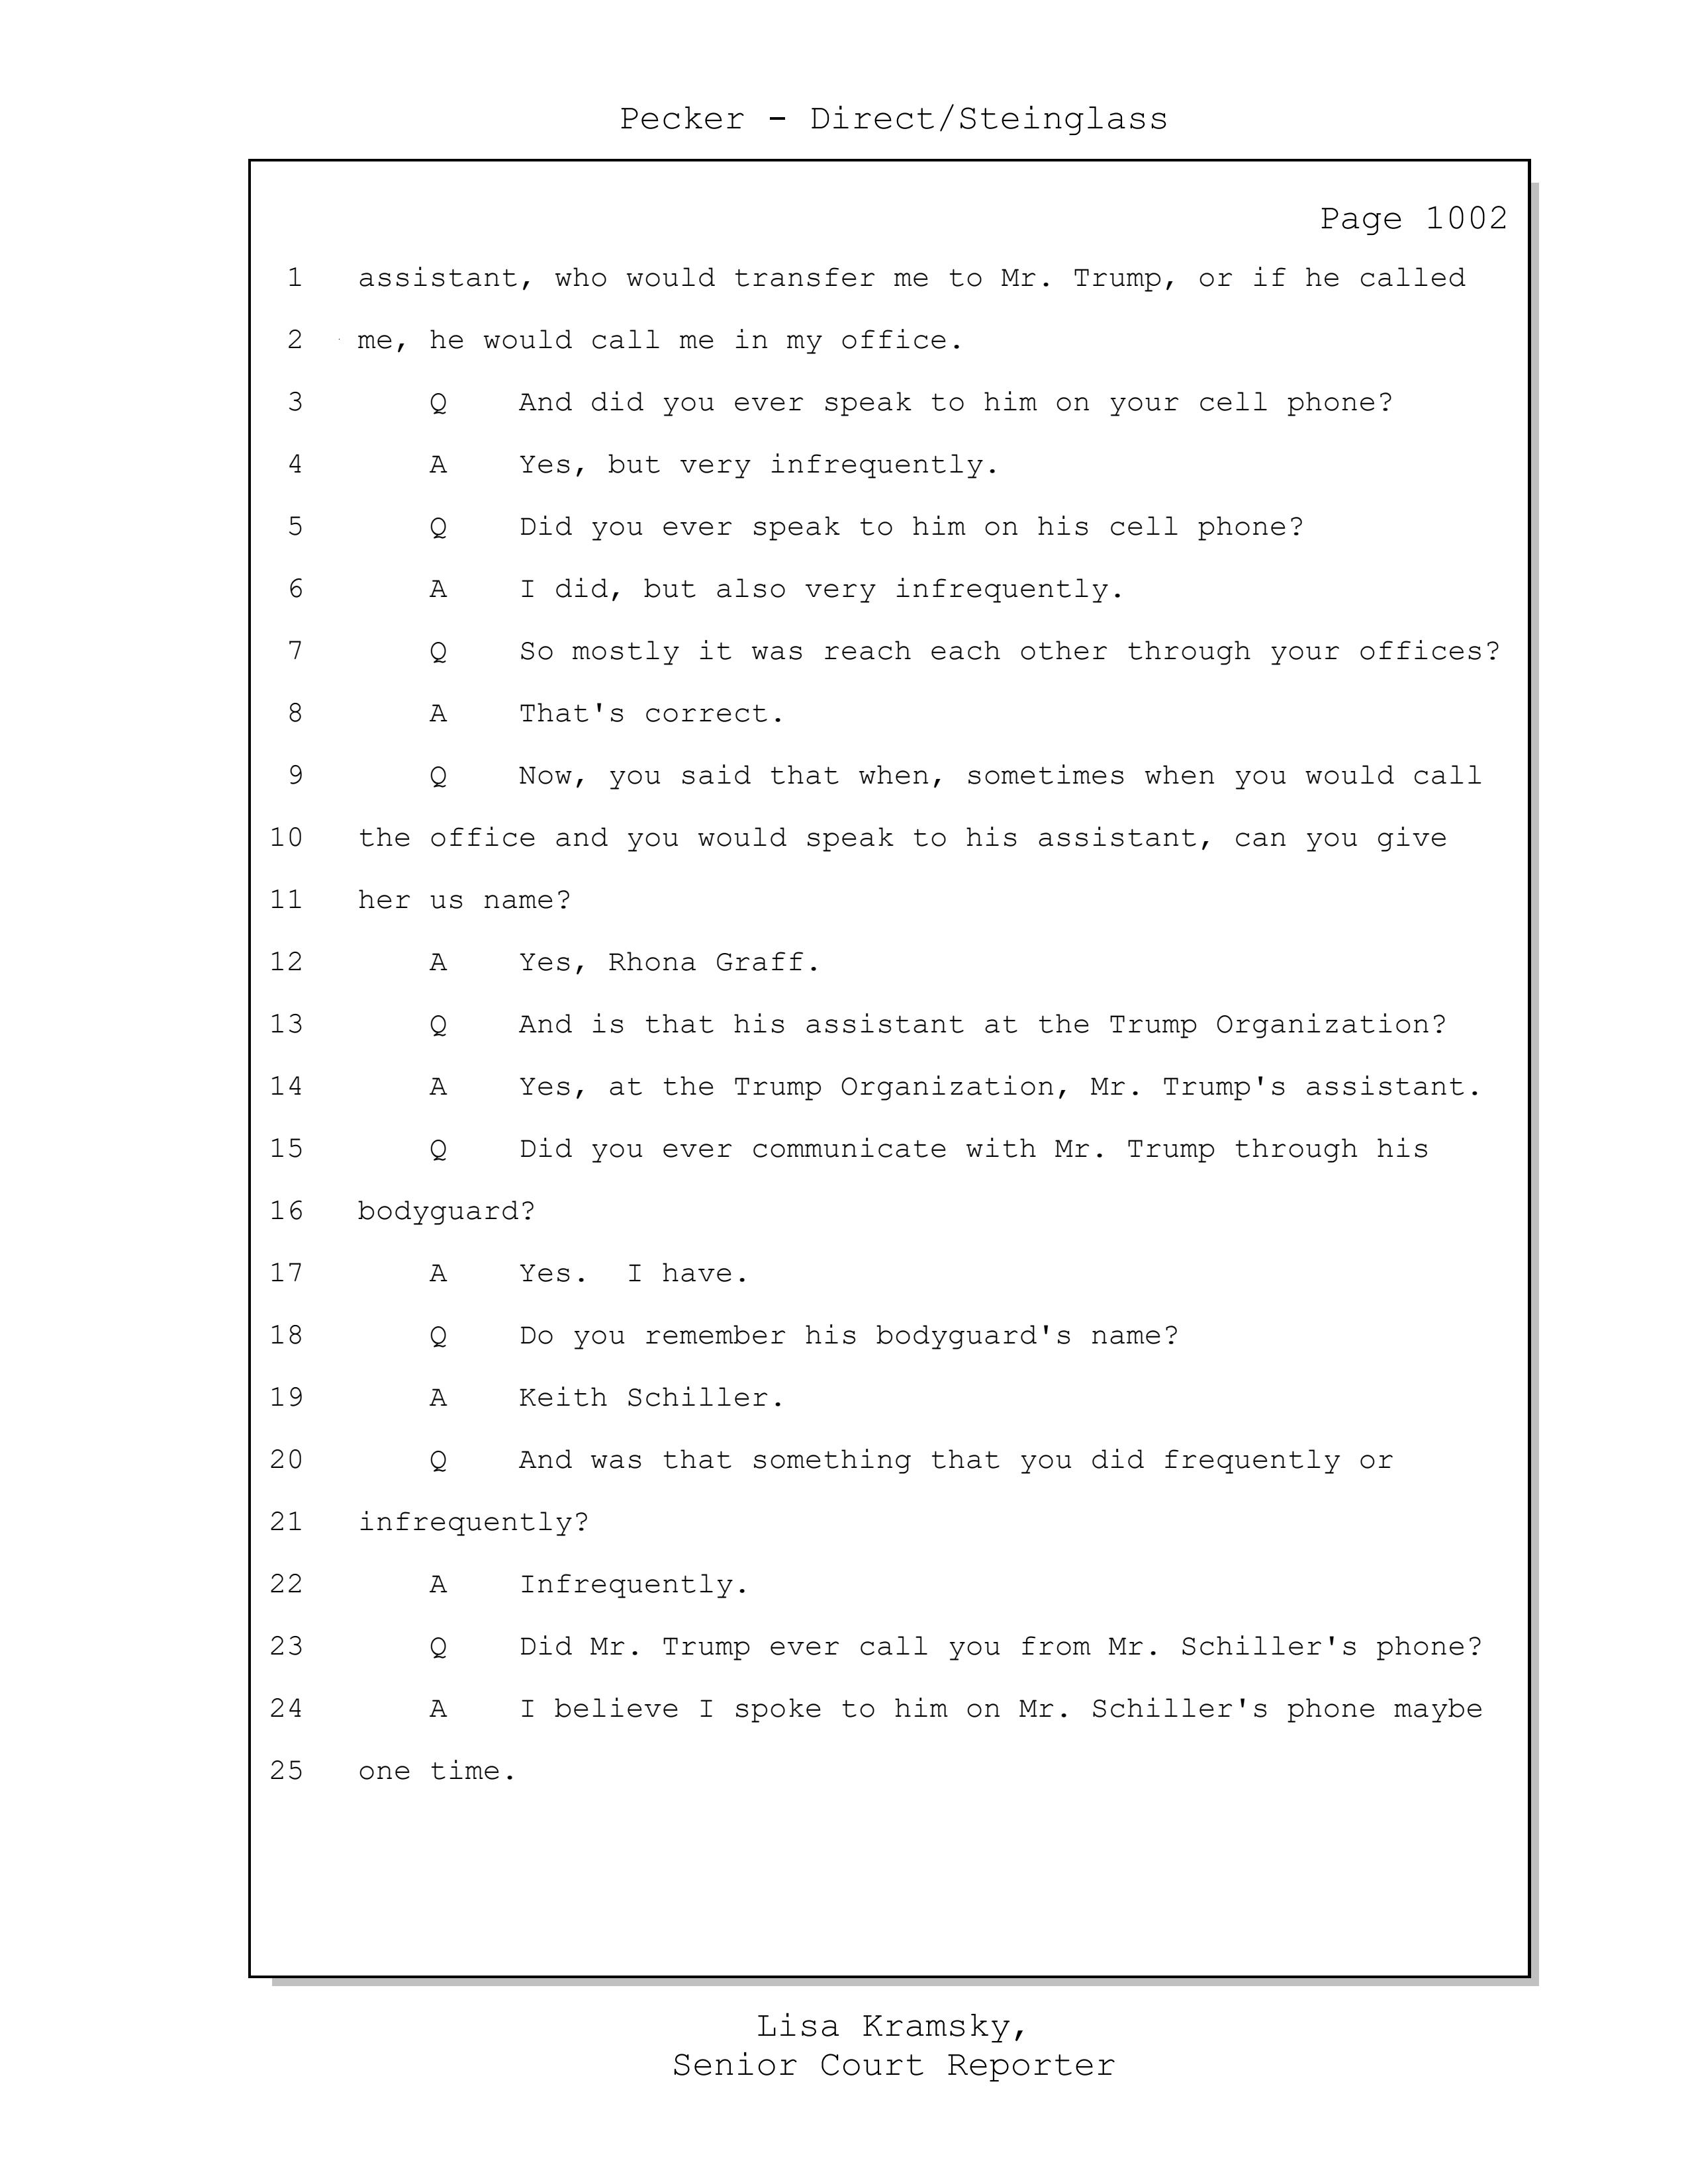 Pecker - Direct/Steinglass
Page 1002
1 assistant, who would transfer me to Mr. Trump, or if he called
2 me, he would call me in my office.
3 Q And did you ever speak to him on your cell phone?
4 A Yes, but very infrequently.
5 Q Did you ever speak to him on his cell phone?
6 A I did, but also very infrequently.
7 Q So mostly it was reach each other through your offices?
8 A That's correct.
9 Q Now, you said that when, sometimes when you would call
10 the office and you would speak to his assistant, can you give
11 her us name?
12 A Yes, Rhona Graff.
13 Q And is that his assistant at the Trump Organization?
14 A Yes, at the Trump Organization, Mr. Trump's assistant.
15 Q Did you ever communicate with Mr. Trump through his
16 bodyguard?
17 A Yes. I have.
18 Q Do you remember his bodyguard's name?
19 A Keith Schiller.
20 Q And was that something that you did frequently or
21 infrequently?
22 A Infrequently.
23 Q Did Mr. Trump ever call you from Mr. Schiller's phone?
24 A I believe I spoke to him on Mr. Schiller's phone maybe
25 one time.
Lisa Kramsky,
Senior Court Reporter